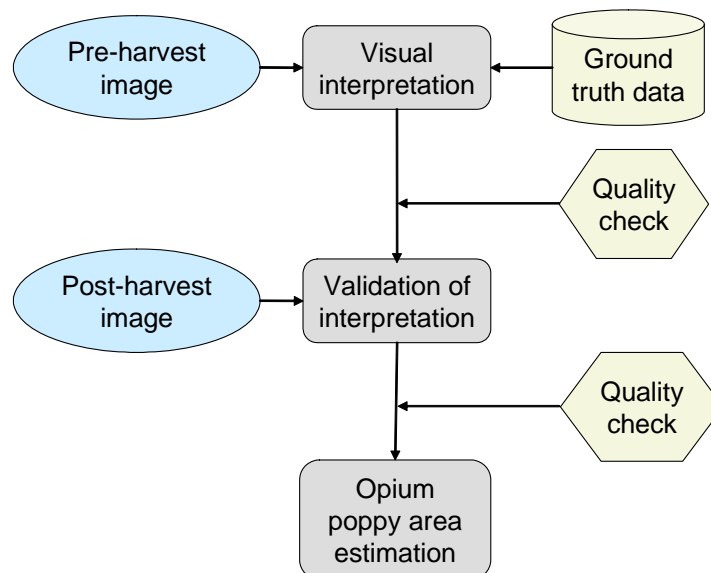 Pre-harvest
image
Visual
interpretation
Ground
truth data
Quality
check
Post-harvest
image
Validation of
interpretation
Quality
check
Opium
poppy area
estimation